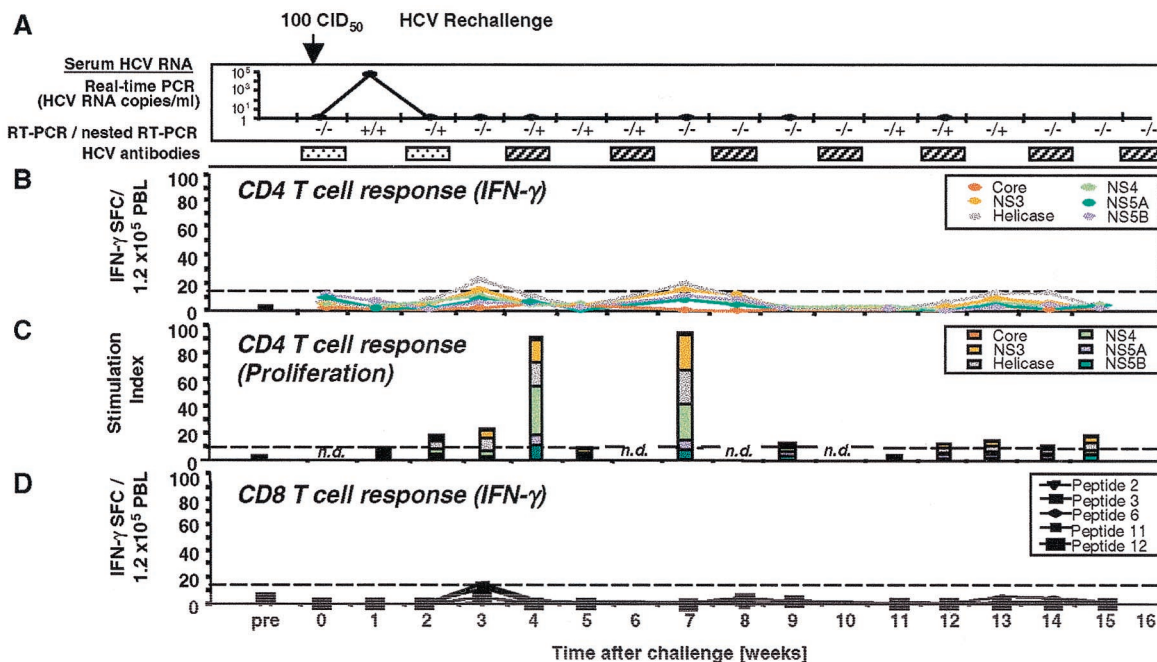 A
100 CID50 HCV Rechallenge
Serum HCV RNA
Real-time PCR
(HCV RNA copies/ml)
10^5
10^3
10^1
1
RT-PCR / nested RT-PCR -/- +/+ -/+ -/- -/+ -/+ -/+ -/- -/- -/- -/- -/+ -/+ -/+ -/- -/- -/-
HCV antibodies
B
CD4 T cell response (IFN-γ)
IFN-γ SFC/
1.2 x10^5 PBL
100
80
60
40
20
0
Core NS4
NS3 NS5A
Helicase NS5B
C
CD4 T cell response
(Proliferation)
Stimulation
Index
100
80
60
40
20
0
n.d. n.d. n.d. n.d.
Core NS4
NS3 NS5A
Helicase NS5B
D
CD8 T cell response (IFN-γ)
IFN-γ SFC /
1.2 x10^5 PBL
100
80
60
40
20
0
Peptide 2
Peptide 3
Peptide 6
Peptide 11
Peptide 12
pre 0 1 2 3 4 5 6 7 8 9 10 11 12 13 14 15 16
Time after challenge [weeks]